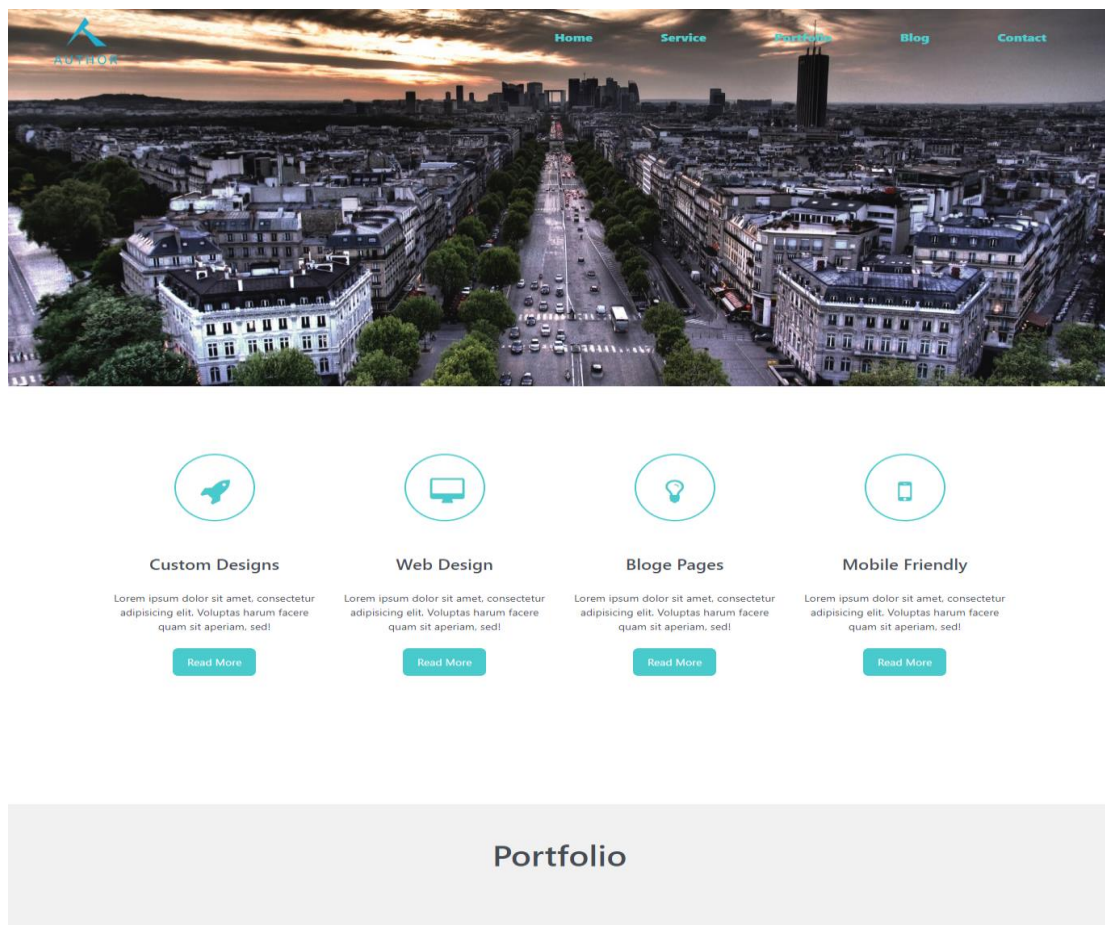 AUTHOR
Home Service Portfolio Blog Contact
Custom Designs
Lorem ipsum dolor sit amet, consectetur
adipisicing elit. Voluptas harum facere
quam sit aperiam, sed!
Read More
Web Design
Lorem ipsum dolor sit amet, consectetur
adipisicing elit. Voluptas harum facere
quam sit aperiam, sed!
Read More
Bloge Pages
Lorem ipsum dolor sit amet, consectetur
adipisicing elit. Voluptas harum facere
quam sit aperiam, sed!
Read More
Mobile Friendly
Lorem ipsum dolor sit amet, consectetur
adipisicing elit. Voluptas harum facere
quam sit aperiam, sed!
Read More
Portfolio